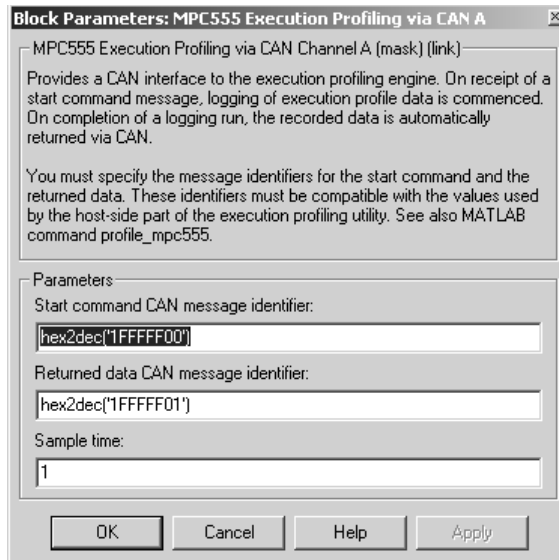 Block Parameters: MPC555 Execution Profiling via CAN A
MPC555 Execution Profiling via CAN Channel A (mask) (link)
Provides a CAN interface to the execution profiling engine. On receipt of a
start command message, logging of execution profile data is commenced.
On completion of a logging run, the recorded data is automatically
returned via CAN.
You must specify the message identifiers for the start command and the
returned data. These identifiers must be compatible with the values used
by the host-side part of the execution profiling utility. See also MATLAB
command profile_mpc555.
Parameters
Start command CAN message identifier:
hex2dec('1FFFFF00')
Returned data CAN message identifier:
hex2dec('1FFFFF01')
Sample time:
1
OK Cancel Help Apply